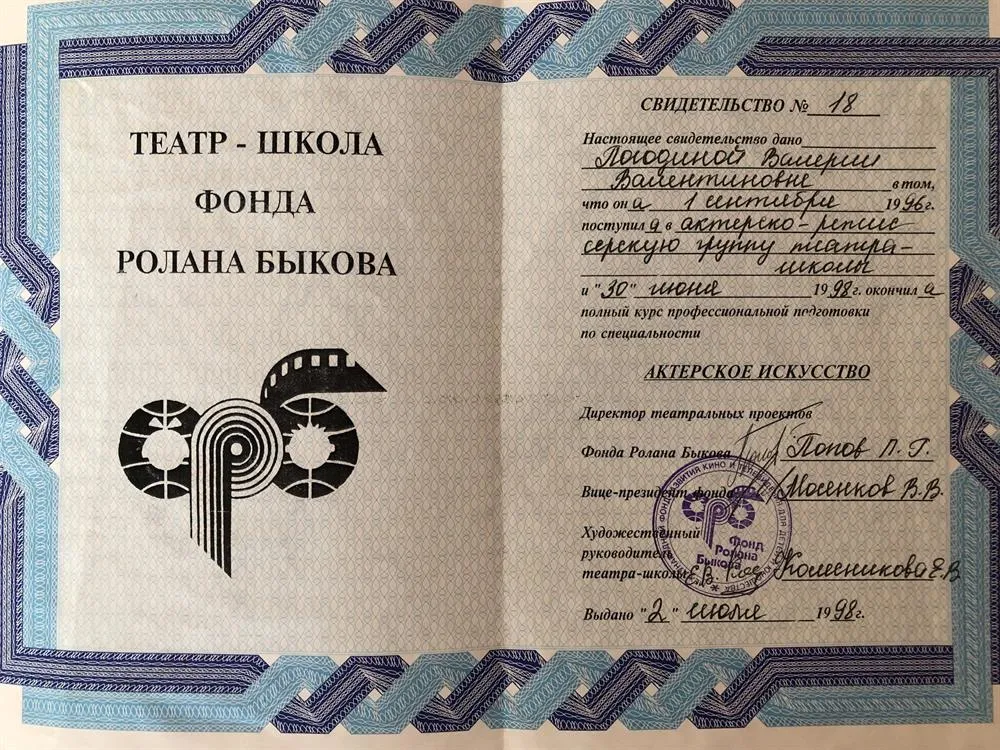 ТЕАТР - ШКОЛА
ФОНДА
РОЛАНА БЫКОВА
СВИДЕТЕЛЬСТВО № 18
Настоящее свидетельство дано
Погодиной Валерии
Валентиновне в том,
что он а 1 сентября 1996г.
поступил а в актерско-режис-
серскую группу театра-
школы
и "30" июня 1998г. окончил а
полный курс профессиональной подготовки
по специальности
АКТЕРСКОЕ ИСКУССТВО
Директор театральных проектов
Фонда Ролана Быкова Попов П.Г.
Вице-президент фонда Мосенков В.В.
Художественный
руководитель
театра-школы Колесникова Е.В.
Фонд
Ролана
Быкова
Выдано "2" июля 1998г.